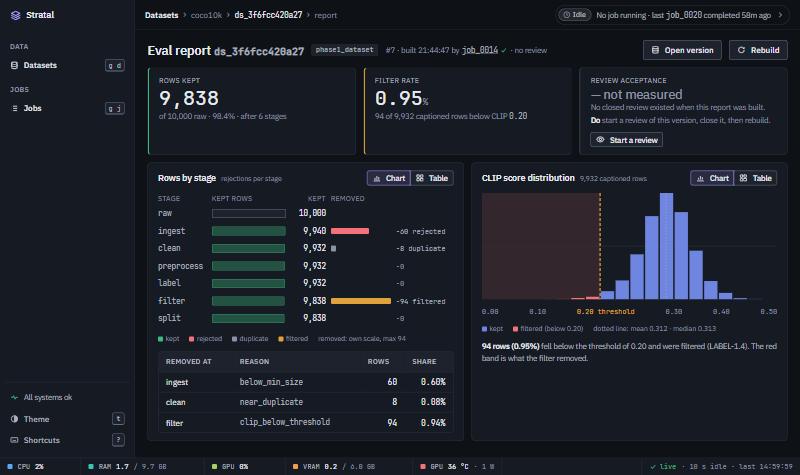 Stratal
Datasets › coco10k › ds_3f6fcc420a27 › report
Idle No job running · last job_0020 completed 58m ago
DATA
Datasets g d
JOBS
Jobs g j
Eval report ds_3f6fcc420a27 phase1_dataset #7 · built 21:44:47 by job_0014 ✓ · no review
Open version
Rebuild
ROWS KEPT
9,838
of 10,000 raw · 98.4% · after 6 stages
FILTER RATE
0.95%
94 of 9,932 captioned rows below CLIP 0.20
REVIEW ACCEPTANCE
— not measured
No closed review existed when this report was built.
Do start a review of this version, close it, then rebuild.
Start a review
Rows by stage rejections per stage Chart Table
STAGE KEPT ROWS KEPT REMOVED
raw 10,000
ingest 9,940 -60 rejected
clean 9,932 -8 duplicate
preprocess 9,932 -0
label 9,932 -0
filter 9,838 -94 filtered
split 9,838 -0
kept rejected duplicate filtered removed: own scale, max 94
REMOVED AT REASON ROWS SHARE
ingest below_min_size 60 0.60%
clean near_duplicate 8 0.08%
filter clip_below_threshold 94 0.94%
CLIP score distribution 9,932 captioned rows Chart Table
0.00 0.10 0.20 threshold 0.30 0.40 0.50
kept filtered (below 0.20) dotted line: mean 0.312 · median 0.313
94 rows (0.95%) fell below the threshold of 0.20 and were filtered (LABEL-1.4). The red
band is what the filter removed.
All systems ok
Theme t
Shortcuts ?
CPU 2% RAM 1.7 / 9.7 GB GPU 0% VRAM 0.2 / 6.0 GB GPU 36 °C · 1 W ✓ live · 10 s idle · last 14:59:59